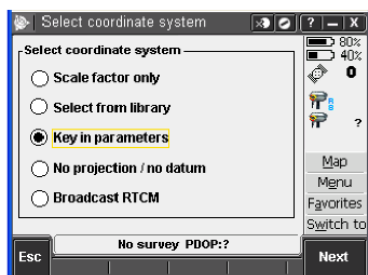 Select coordinate system
? – X
80%
40%
Select coordinate system
Scale factor only
0
Select from library
Key in parameters
?
No projection / no datum
Map
Menu
Broadcast RTCM
Favorites
Switch to
Esc
No survey PDOP:?
Next